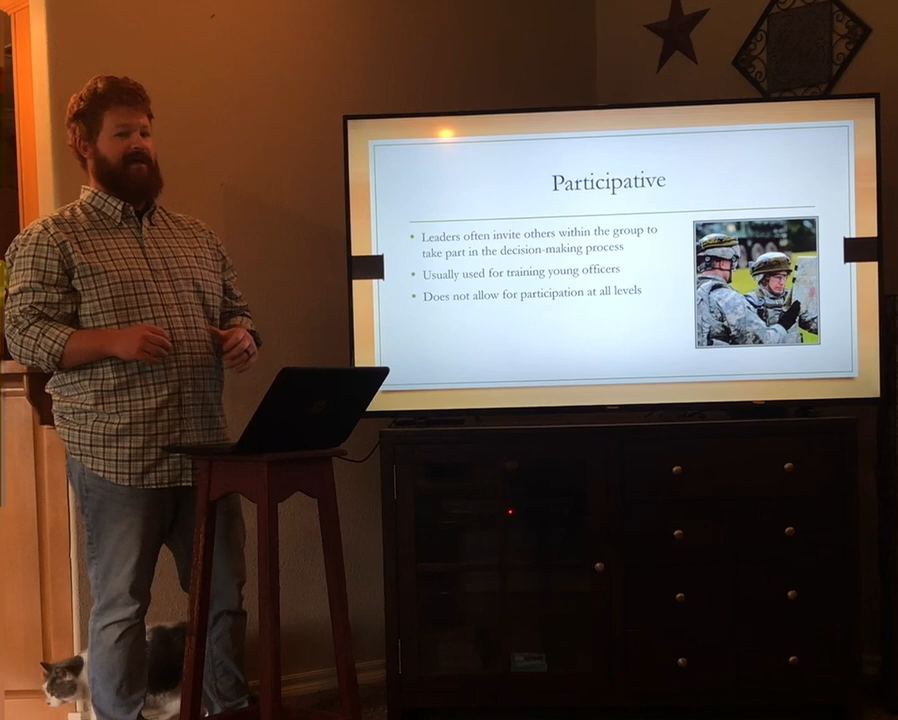 Participative
• Leaders often invite others within the group to
take part in the decision-making process
• Usually used for training young officers
• Does not allow for participation at all levels